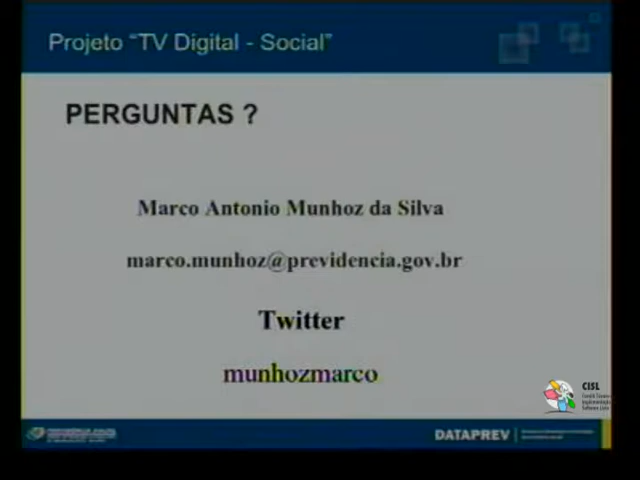 Projeto “TV Digital - Social”
PERGUNTAS ?
Marco Antonio Munhoz da Silva
marco.munhoz@previdencia.gov.br
Twitter
munhozmarco
CISL
DATAPREV